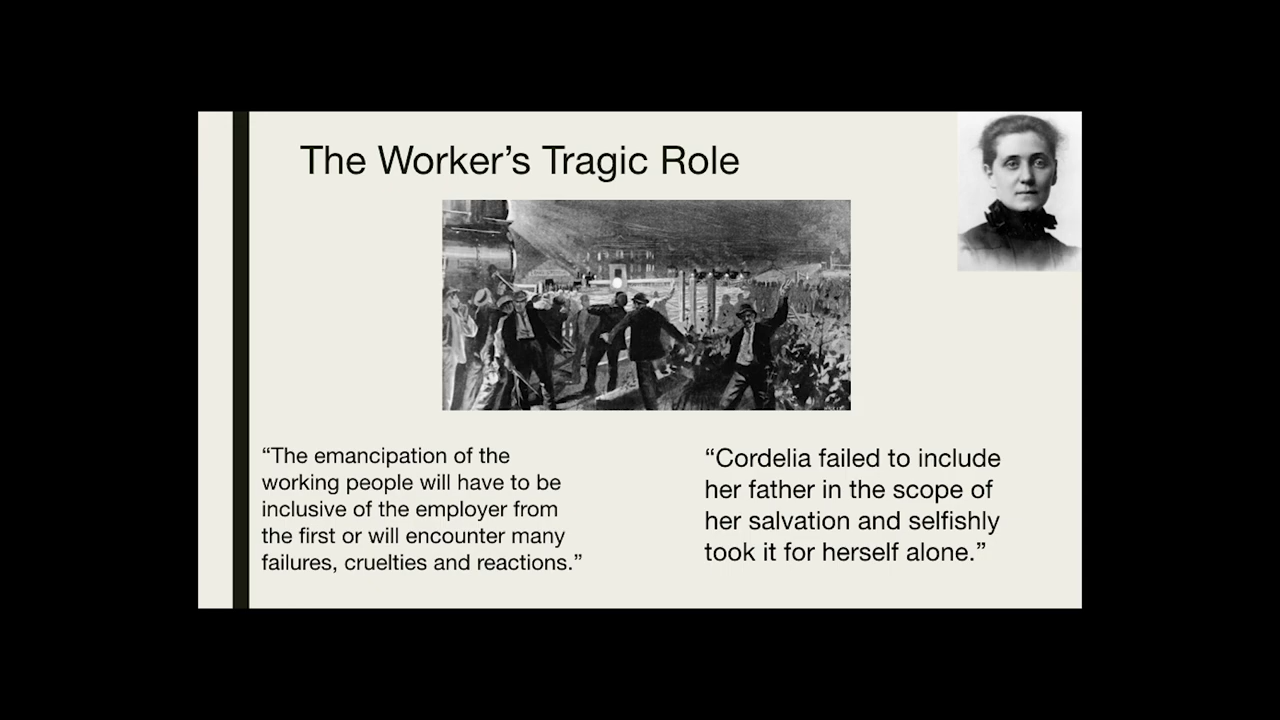 The Worker’s Tragic Role
“The emancipation of the
working people will have to be
inclusive of the employer from
the first or will encounter many
failures, cruelties and reactions.”
“Cordelia failed to include
her father in the scope of
her salvation and selfishly
took it for herself alone.”